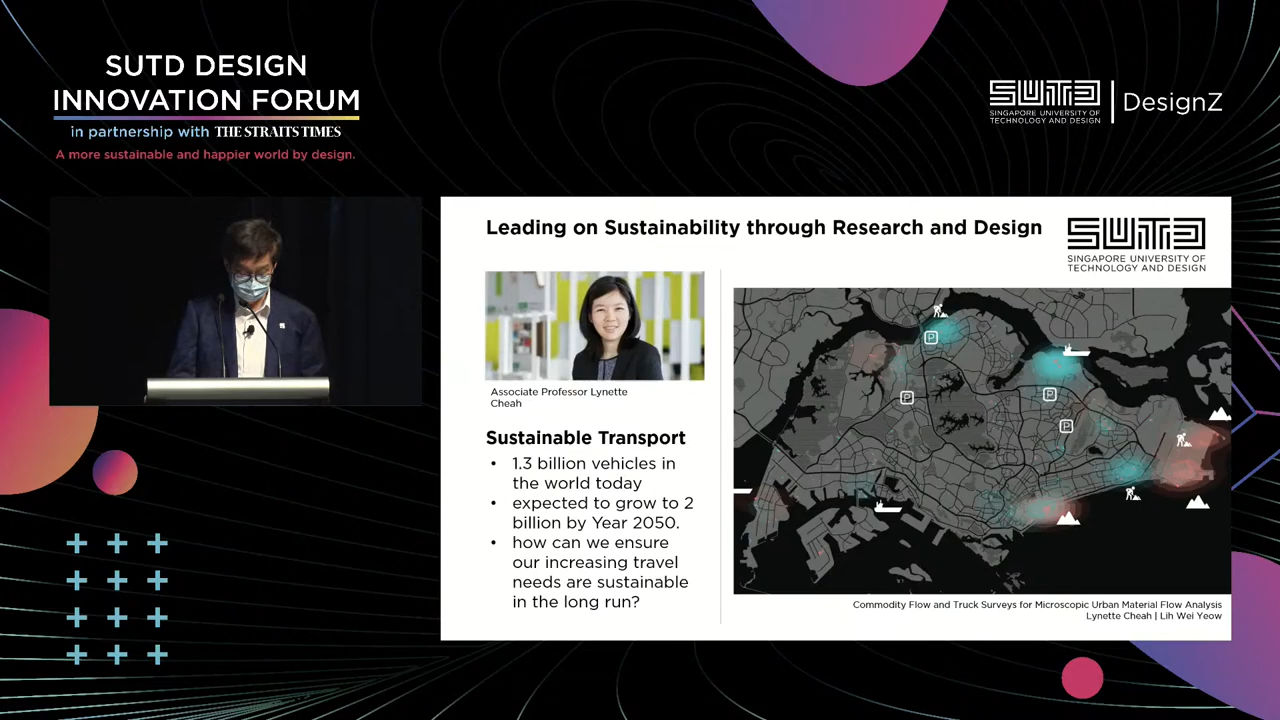 SUTD DESIGN
INNOVATION FORUM
in partnership with THE STRAITS TIMES
A more sustainable and happier world by design.
SUTD
SINGAPORE UNIVERSITY OF
TECHNOLOGY AND DESIGN
DesignZ
Leading on Sustainability through Research and Design
SUTD
SINGAPORE UNIVERSITY OF
TECHNOLOGY AND DESIGN
Associate Professor Lynette
Cheah
Sustainable Transport
• 1.3 billion vehicles in
the world today
• expected to grow to 2
billion by Year 2050.
• how can we ensure
our increasing travel
needs are sustainable
in the long run?
P
P
P
P
Commodity Flow and Truck Surveys for Microscopic Urban Material Flow Analysis
Lynette Cheah | Lih Wei Yeow